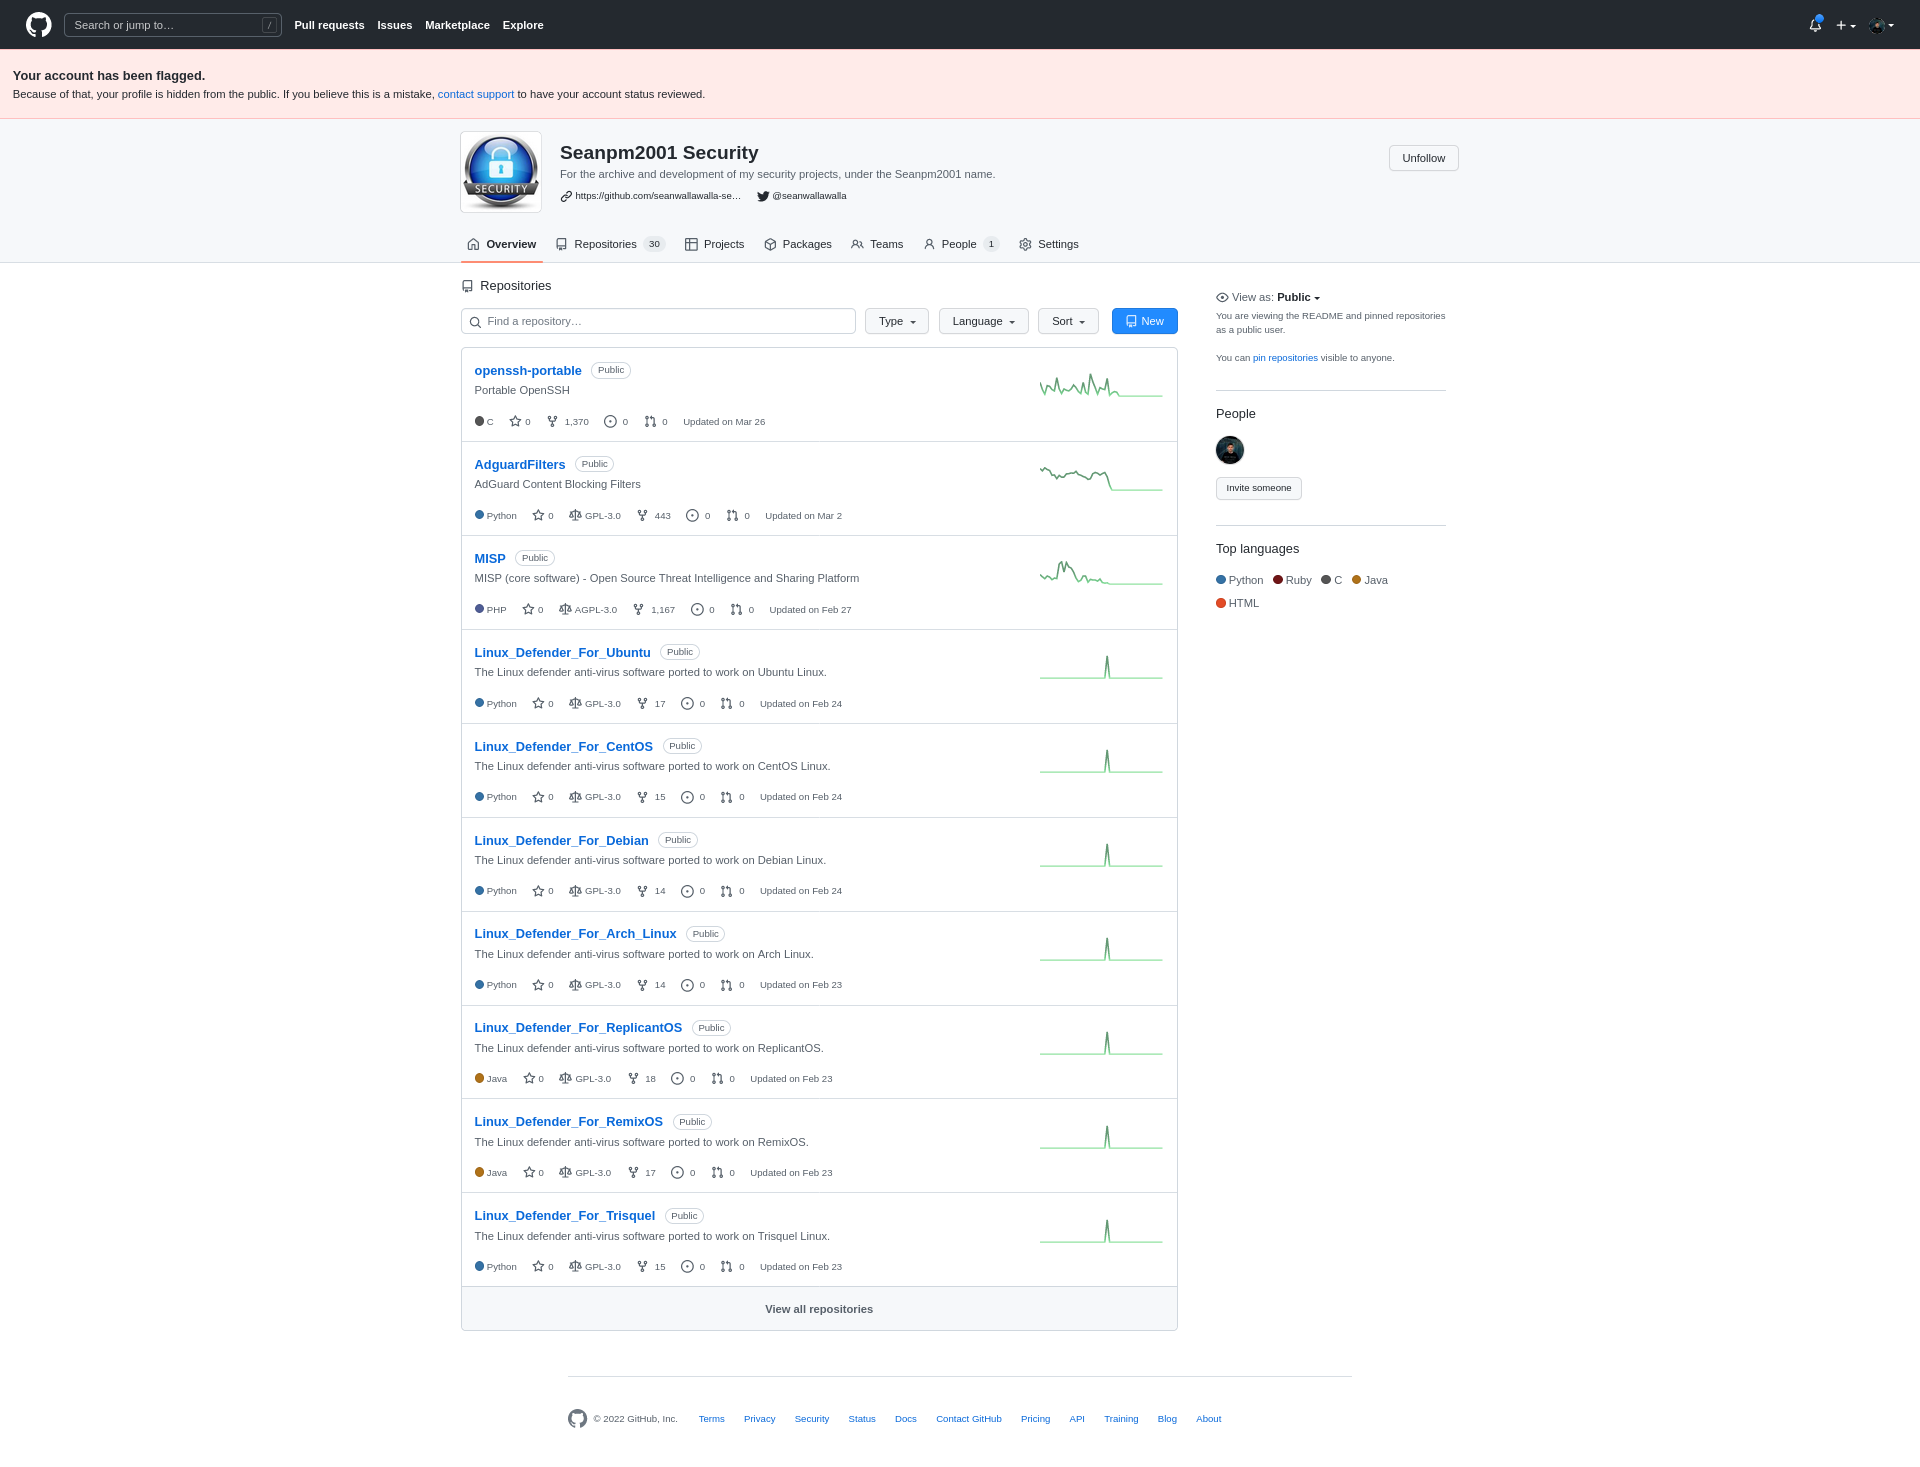 Search or jump to…
/
Pull requests Issues Marketplace Explore
Your account has been flagged.
Because of that, your profile is hidden from the public. If you believe this is a mistake, contact support to have your account status reviewed.
SECURITY
Seanpm2001 Security
For the archive and development of my security projects, under the Seanpm2001 name.
https://github.com/seanwallawalla-se… @seanwallawalla
Unfollow
Overview Repositories 30 Projects Packages Teams People 1 Settings
Repositories
Find a repository… Type Language Sort New
openssh-portable Public
Portable OpenSSH
C 0 1,370 0 0 Updated on Mar 26
AdguardFilters Public
AdGuard Content Blocking Filters
Python 0 GPL-3.0 443 0 0 Updated on Mar 2
MISP Public
MISP (core software) - Open Source Threat Intelligence and Sharing Platform
PHP 0 AGPL-3.0 1,167 0 0 Updated on Feb 27
Linux_Defender_For_Ubuntu Public
The Linux defender anti-virus software ported to work on Ubuntu Linux.
Python 0 GPL-3.0 17 0 0 Updated on Feb 24
Linux_Defender_For_CentOS Public
The Linux defender anti-virus software ported to work on CentOS Linux.
Python 0 GPL-3.0 15 0 0 Updated on Feb 24
Linux_Defender_For_Debian Public
The Linux defender anti-virus software ported to work on Debian Linux.
Python 0 GPL-3.0 14 0 0 Updated on Feb 24
Linux_Defender_For_Arch_Linux Public
The Linux defender anti-virus software ported to work on Arch Linux.
Python 0 GPL-3.0 14 0 0 Updated on Feb 23
Linux_Defender_For_ReplicantOS Public
The Linux defender anti-virus software ported to work on ReplicantOS.
Java 0 GPL-3.0 18 0 0 Updated on Feb 23
Linux_Defender_For_RemixOS Public
The Linux defender anti-virus software ported to work on RemixOS.
Java 0 GPL-3.0 17 0 0 Updated on Feb 23
Linux_Defender_For_Trisquel Public
The Linux defender anti-virus software ported to work on Trisquel Linux.
Python 0 GPL-3.0 15 0 0 Updated on Feb 23
View all repositories
View as: Public
You are viewing the README and pinned repositories
as a public user.
You can pin repositories visible to anyone.
People
Invite someone
Top languages
Python Ruby C Java
HTML
© 2022 GitHub, Inc. Terms Privacy Security Status Docs Contact GitHub Pricing API Training Blog About